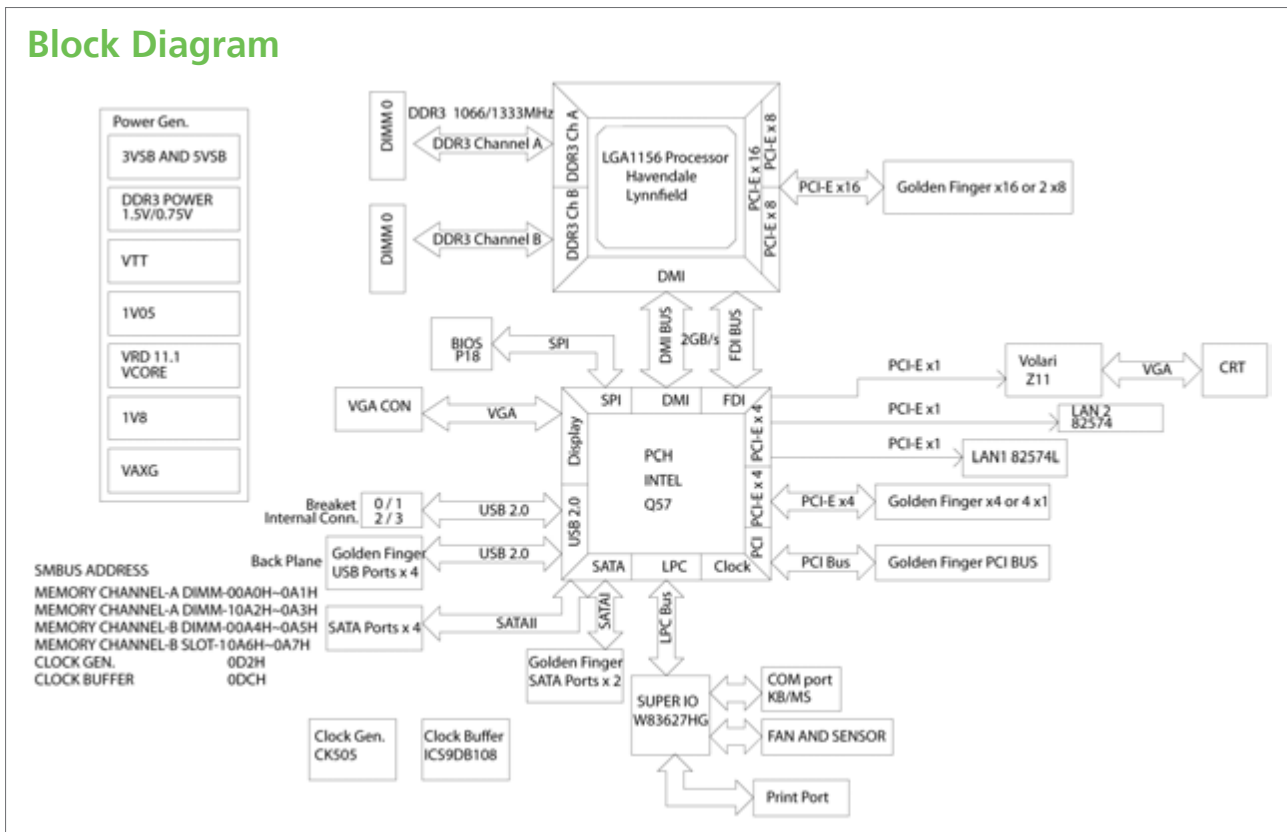 Block Diagram
Power Gen.
3VSB AND 5VSB
DDR3 POWER
1.5V/0.75V
VTT
1V05
VRD 11.1
VCORE
1V8
VAXG
DIMM 0
DDR3 1066/1333MHz
DDR3 Channel A
DDR3 Ch A
DIMM 0
DDR3 Channel B
DDR3 Ch B
LGA1156 Processor
Havendale
Lynnfield
PCI-E x 16
PCI-E x 8
PCI-E x 8
DMI
PCI-E x16
Golden Finger x16 or 2 x8
DMI BUS
2GB/s
FDI BUS
BIOS
P18
SPI
VGA CON
VGA
SPI
DMI
FDI
Display
USB 2.0
PCH
INTEL
Q57
PCI-E x 4
PCI-E x 4
PCI
SATA
LPC
Clock
PCI-E x1
Volari
Z11
VGA
CRT
PCI-E x1
LAN 2
82574
PCI-E x1
LAN1 82574L
PCI-E x4
Golden Finger x4 or 4 x1
PCI Bus
Golden Finger PCI BUS
Breaket
Internal Conn.
0 / 1
2 / 3
USB 2.0
Back Plane
Golden Finger
USB Ports x 4
USB 2.0
SATA Ports x 4
SATAII
SATAI
Golden Finger
SATA Ports x 2
LPC Bus
SUPER IO
W83627HG
COM port
KB/MS
FAN AND SENSOR
Print Port
SMBUS ADDRESS
MEMORY CHANNEL-A DIMM-00A0H~0A1H
MEMORY CHANNEL-A DIMM-10A2H~0A3H
MEMORY CHANNEL-B DIMM-00A4H~0A5H
MEMORY CHANNEL-B SLOT-10A6H~0A7H
CLOCK GEN. 0D2H
CLOCK BUFFER 0DCH
Clock Gen.
CK505
Clock Buffer
ICS9DB108